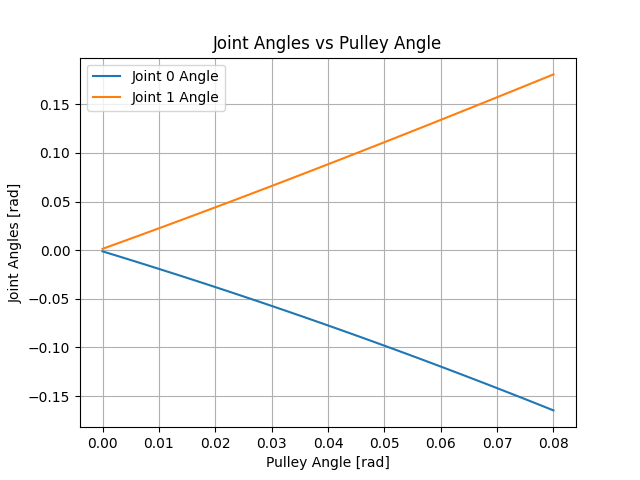 Joint Angles vs Pulley Angle
Joint 0 Angle
Joint 1 Angle
Joint Angles [rad]
0.15
0.10
0.05
0.00
−0.05
−0.10
−0.15
0.00 0.01 0.02 0.03 0.04 0.05 0.06 0.07 0.08
Pulley Angle [rad]